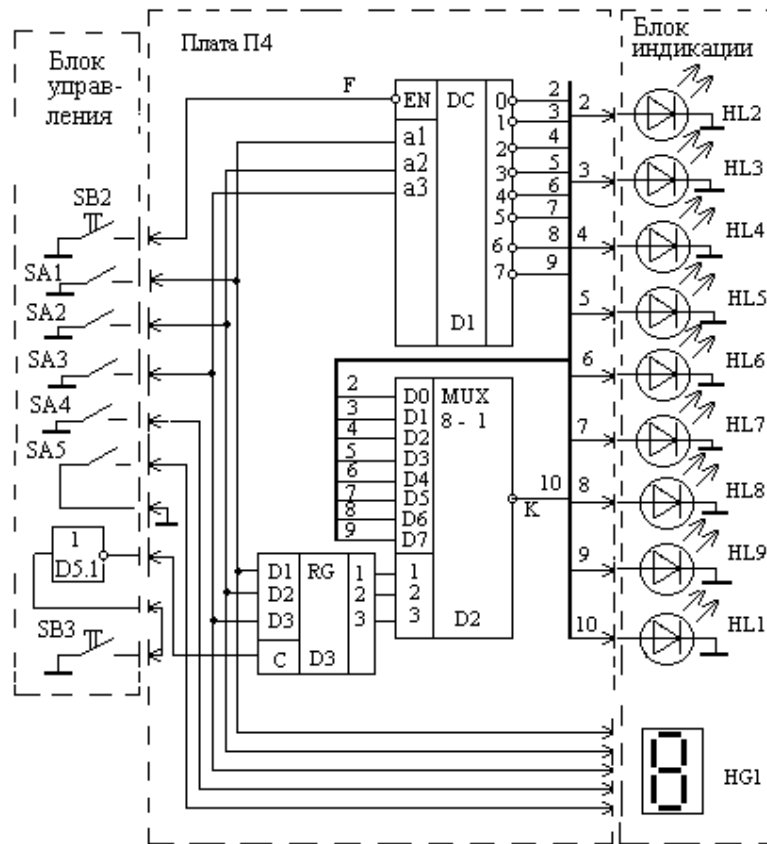 Плата П4
Блок
управ-
ления
Блок
индикации
F
EN
DC
a1
a2
a3
0
1
2
3
4
5
6
7
D1
2
3
4
5
6
7
8
9
SB2
SA1
SA2
SA3
SA4
SA5
1
D5.1
SB3
2
3
4
5
6
7
8
9
D0
D1
D2
D3
D4
D5
D6
D7
MUX
8 - 1
1
2
3
D2
10
K
D1
D2
D3
C
RG
D3
1
2
3
2
3
4
5
6
7
8
9
10
HL2
HL3
HL4
HL5
HL6
HL7
HL8
HL9
HL1
8
HG1